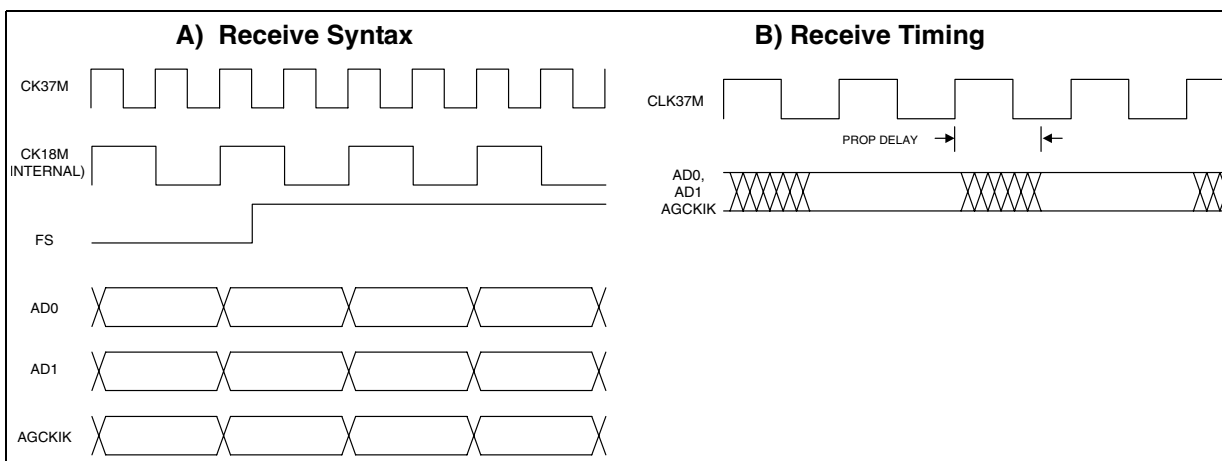 A) Receive Syntax
CK37M
CK18M
INTERNAL)
FS
AD0
AD1
AGCKIK
B) Receive Timing
CLK37M
PROP DELAY
AD0,
AD1
AGCKIK